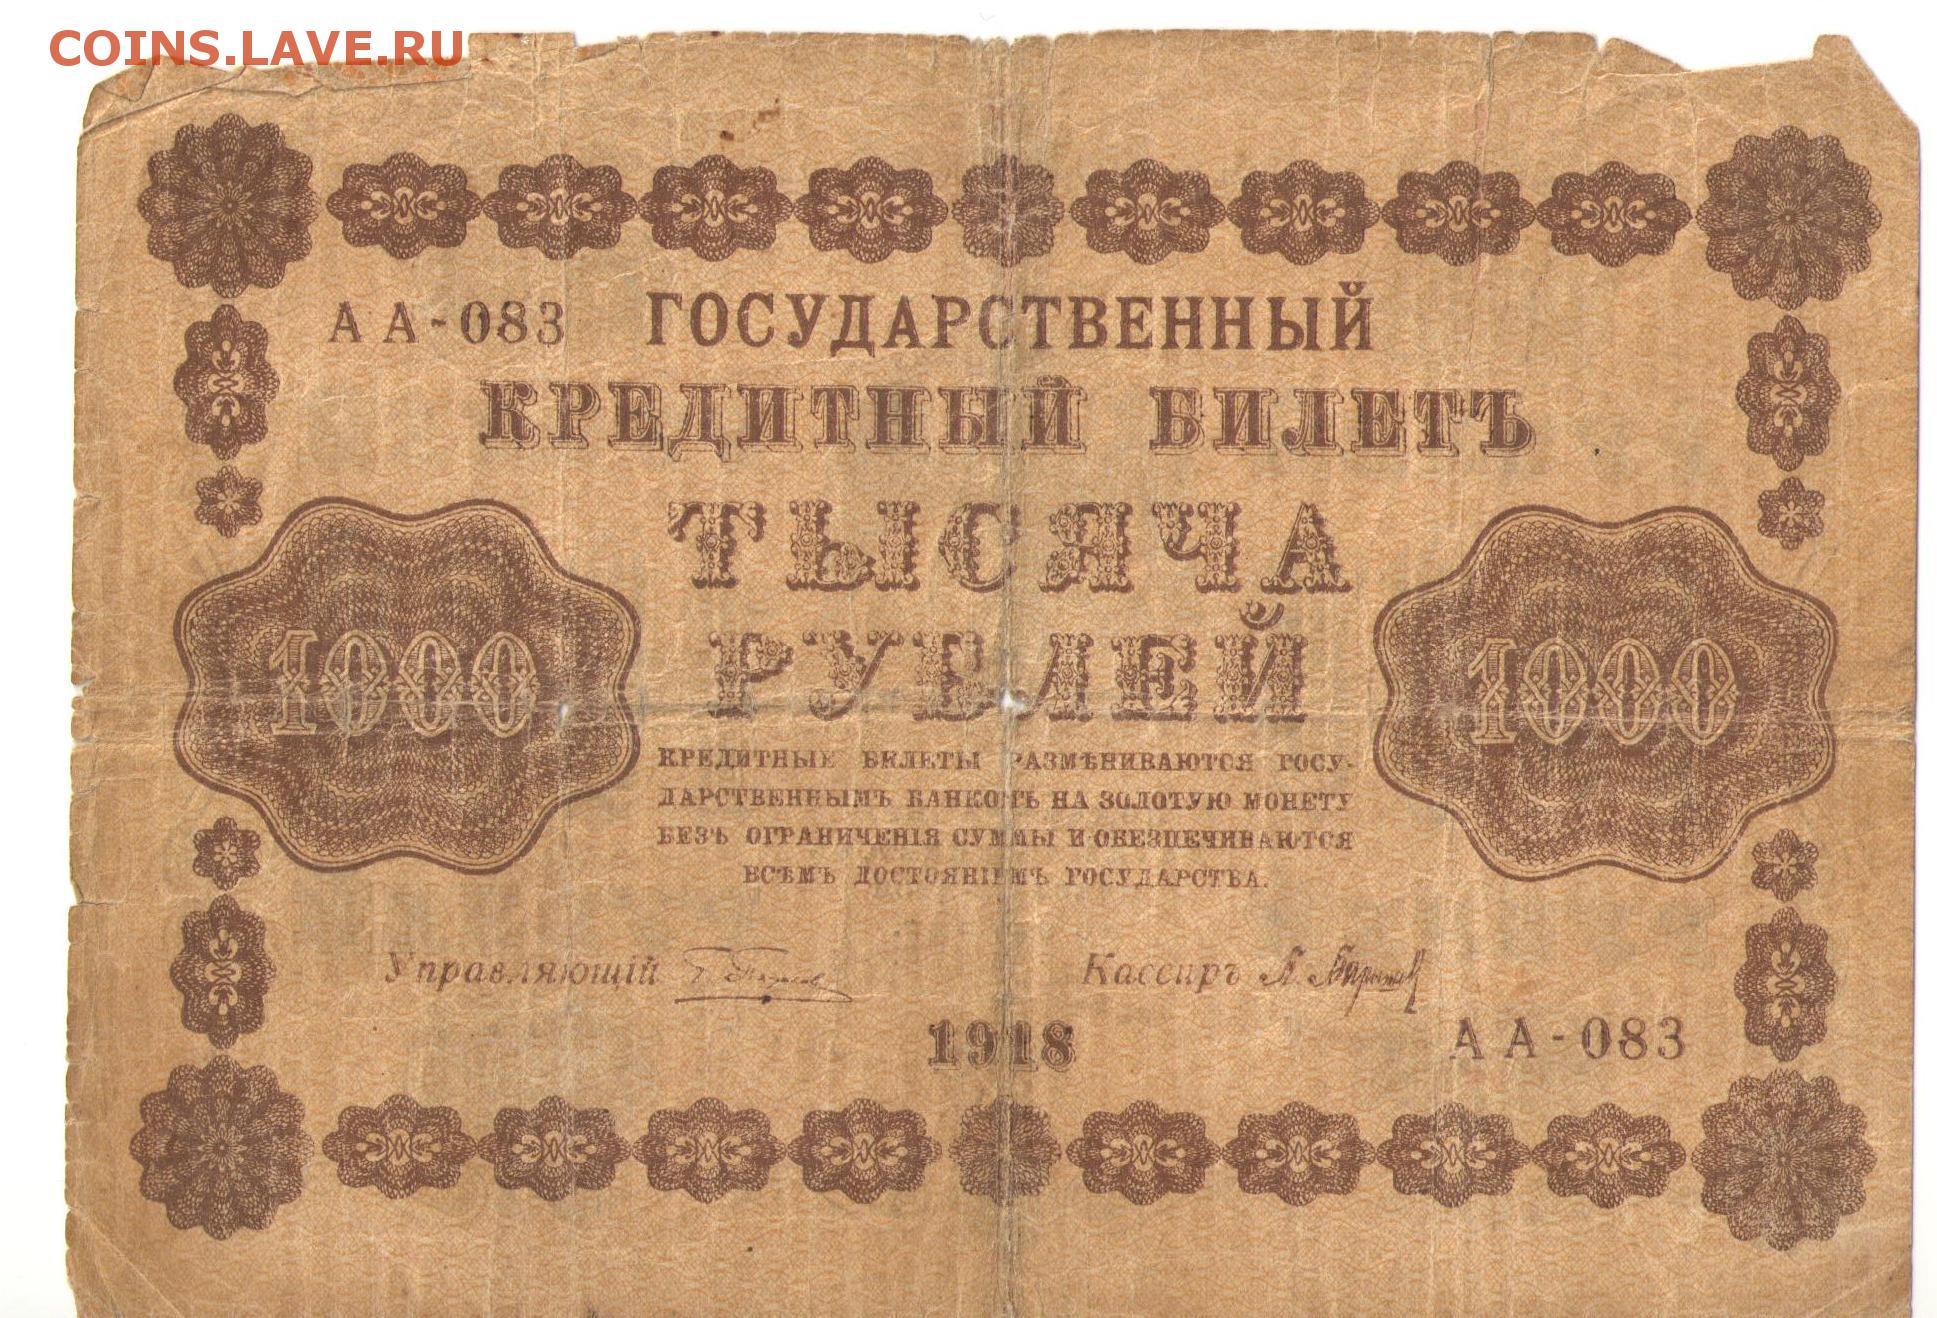 COINS.LAVE.RU
АА-083 ГОСУДАРСТВЕННЫЙ
КРЕДИТНЫЙ БИЛЕТЪ
ТЫСЯЧА
РУБЛЕЙ
1000 1000
КРЕДИТНЫЕ БИЛЕТЫ РАЗМѢНИВАЮТСЯ ГОСУ-
ДАРСТВЕННЫМЪ БАНКОМЪ НА ЗОЛОТУЮ МОНЕТУ
БЕЗЪ ОГРАНИЧЕНІЯ СУММЫ И ОБЕЗПЕЧИВАЮТСЯ
ВСѢМЪ ДОСТОЯНІЕМЪ ГОСУДАРСТВА.
Управляющій Кассиръ
1918 АА-083